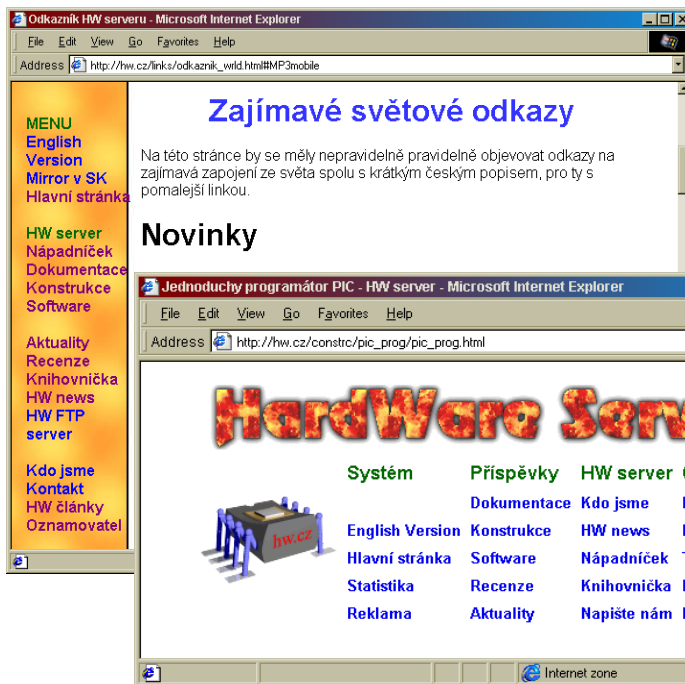 Odkazník HW serveru - Microsoft Internet Explorer
File Edit View Go Favorites Help
Address http://hw.cz/links/odkaznik_wrld.html#MP3mobile
MENU
English
Version
Mirror v SK
Hlavní stránka
HW server
Nápadníček
Dokumentace
Konstrukce
Software
Aktuality
Recenze
Knihovnička
HW news
HW FTP
server
Kdo jsme
Kontakt
HW články
Oznamovatel
Zajímavé světové odkazy
Na této stránce by se měly nepravidelně pravidelně objevovat odkazy na
zajímavá zapojení ze světa spolu s krátkým českým popisem, pro ty s
pomalejší linkou.
Novinky
Jednoduchy programátor PIC - HW server - Microsoft Internet Explorer
File Edit View Go Favorites Help
Address http://hw.cz/constrc/pic_prog/pic_prog.html
HardWare Serv
hw.cz
Systém Příspěvky HW server
Dokumentace Kdo jsme
English Version Konstrukce HW news
Hlavní stránka Software Nápadníček
Statistika Recenze Knihovnička
Reklama Aktuality Napište nám
Internet zone